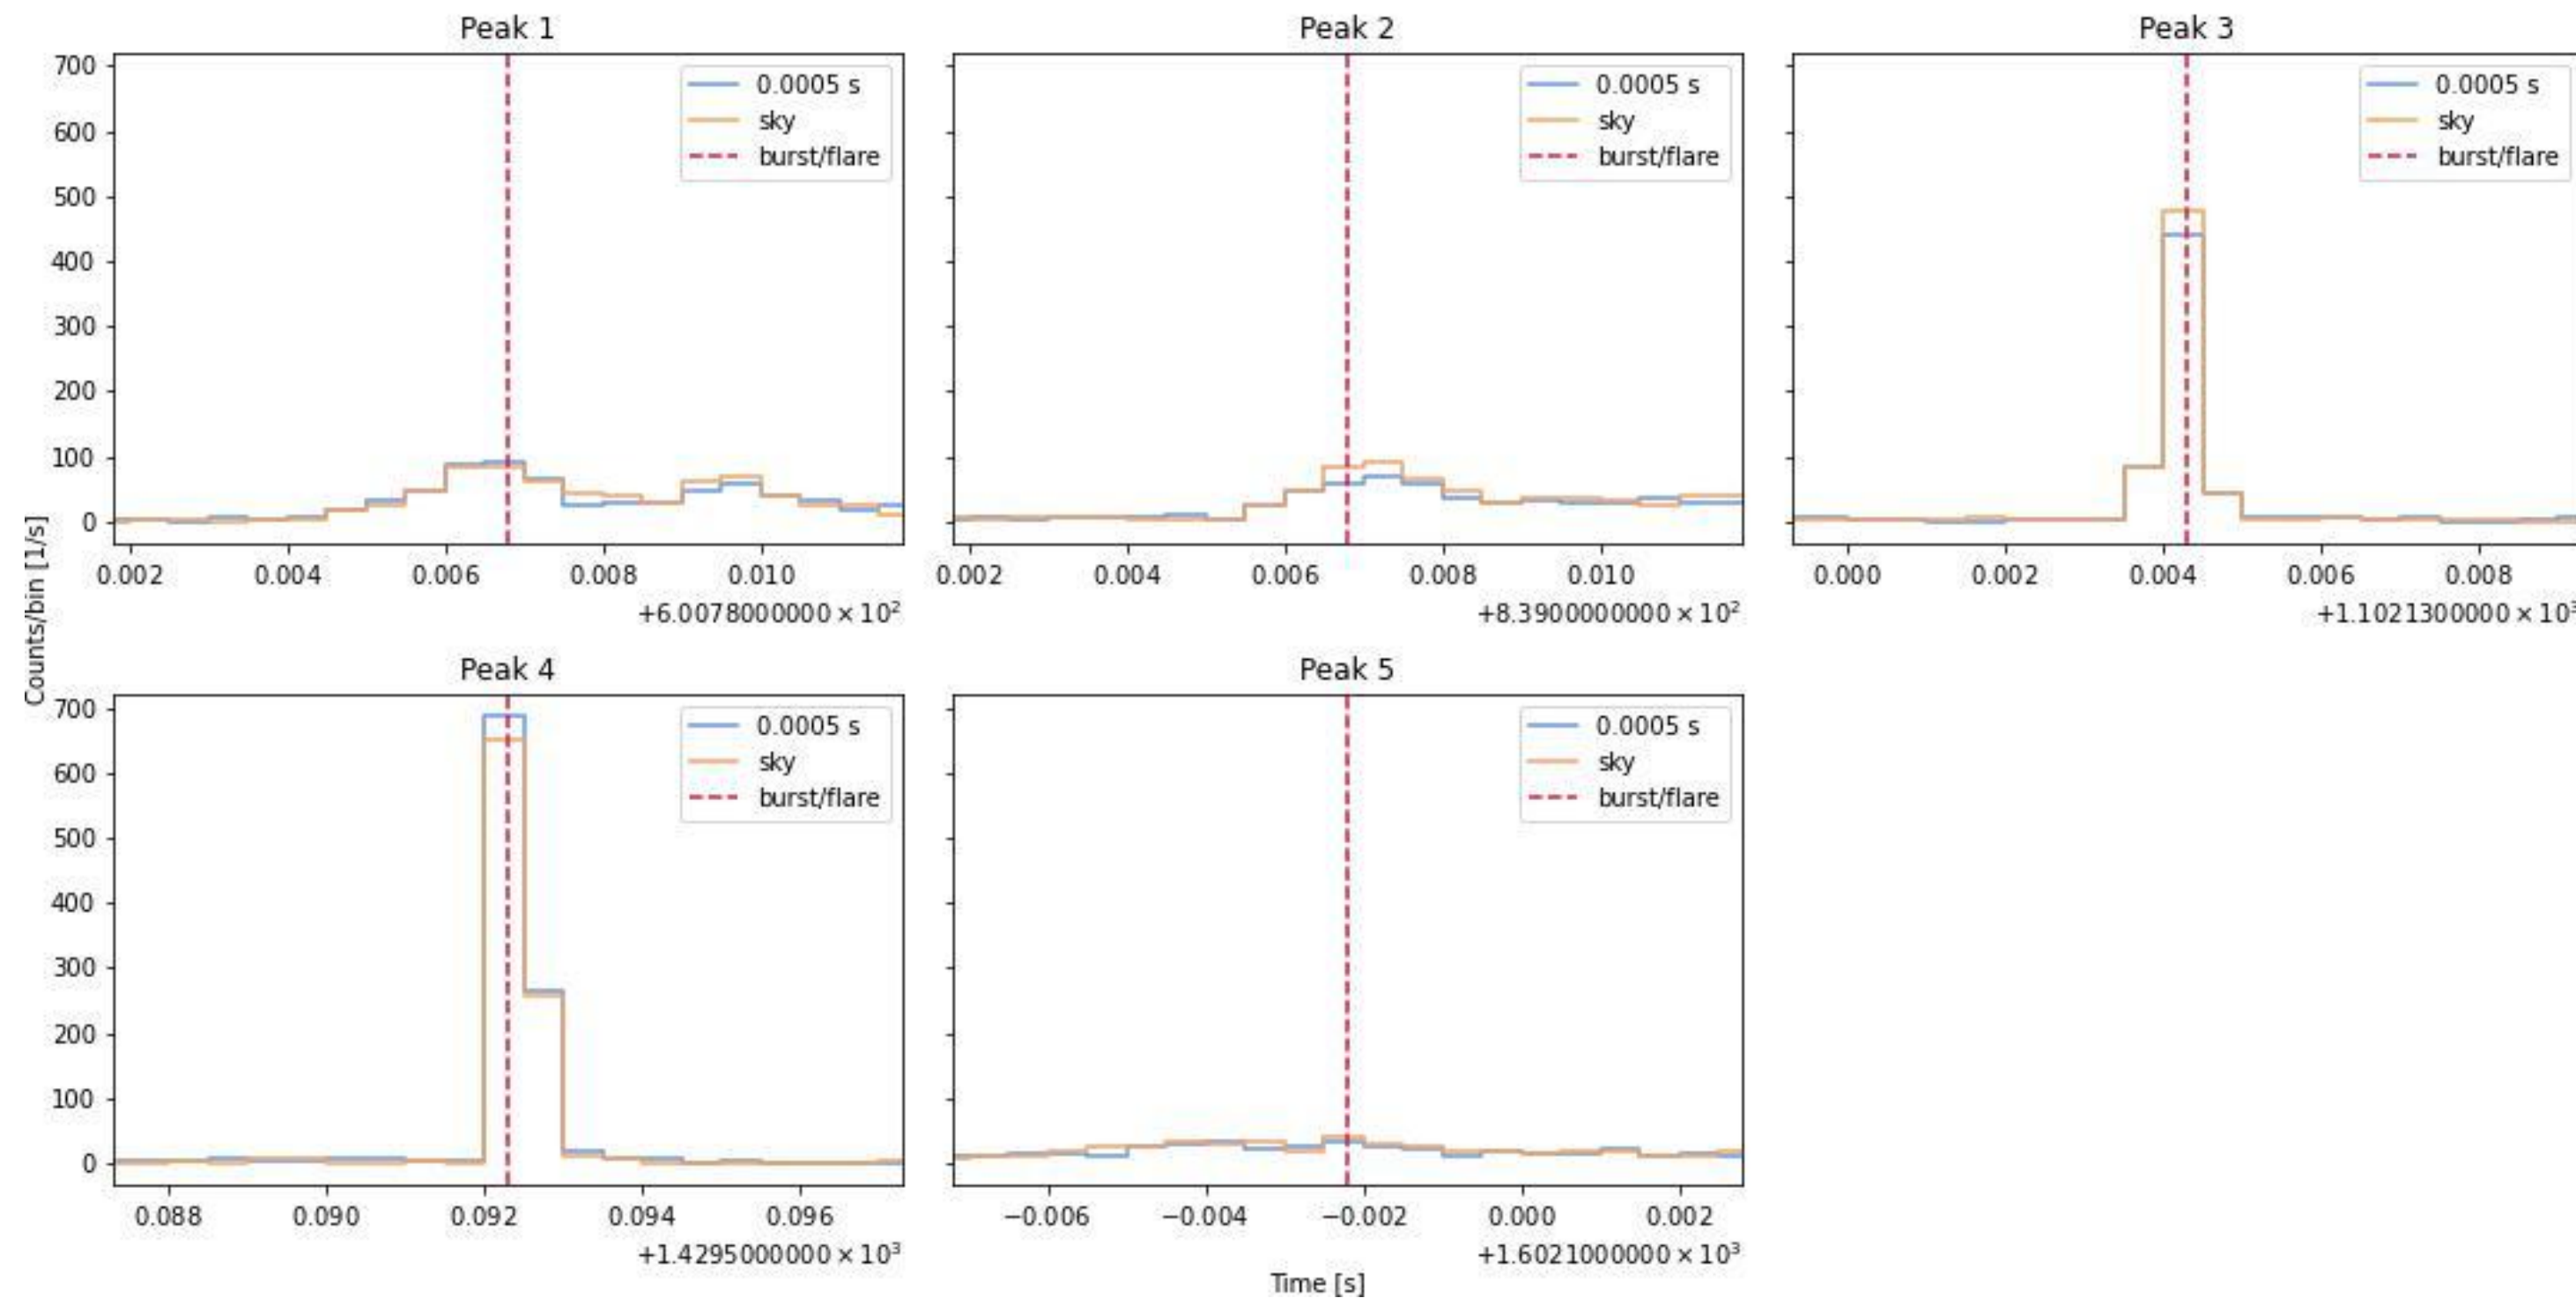 Peak 1
700
600
500
400
300
200
100
0
0.002 0.004 0.006 0.008 0.010
+6.0078000000 × 10²
0.0005 s
sky
burst/flare
Peak 2
0.002 0.004 0.006 0.008 0.010
+8.3900000000 × 10²
0.0005 s
sky
burst/flare
Peak 3
0.000 0.002 0.004 0.006 0.008
+1.1021300000 × 10³
0.0005 s
sky
burst/flare
Counts/bin [1/s]
Peak 4
700
600
500
400
300
200
100
0
0.088 0.090 0.092 0.094 0.096
+1.4295000000 × 10³
0.0005 s
sky
burst/flare
Peak 5
−0.006 −0.004 −0.002 0.000 0.002
+1.6021000000 × 10³
0.0005 s
sky
burst/flare
Time [s]